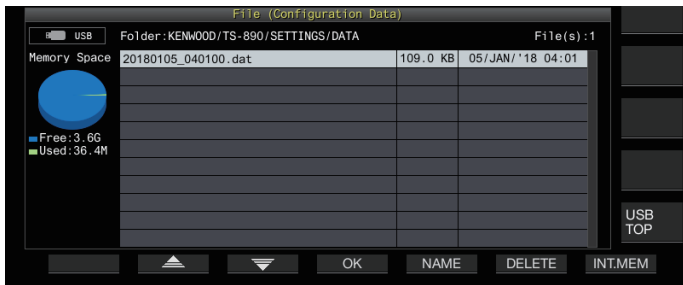 File (Configuration Data)
USB
Folder:KENWOOD/TS-890/SETTINGS/DATA
File(s):1
Memory Space
20180105_040100.dat 109.0 KB 05/JAN/'18 04:01
Free:3.6G
Used:36.4M
USB
TOP
OK NAME DELETE INT.MEM